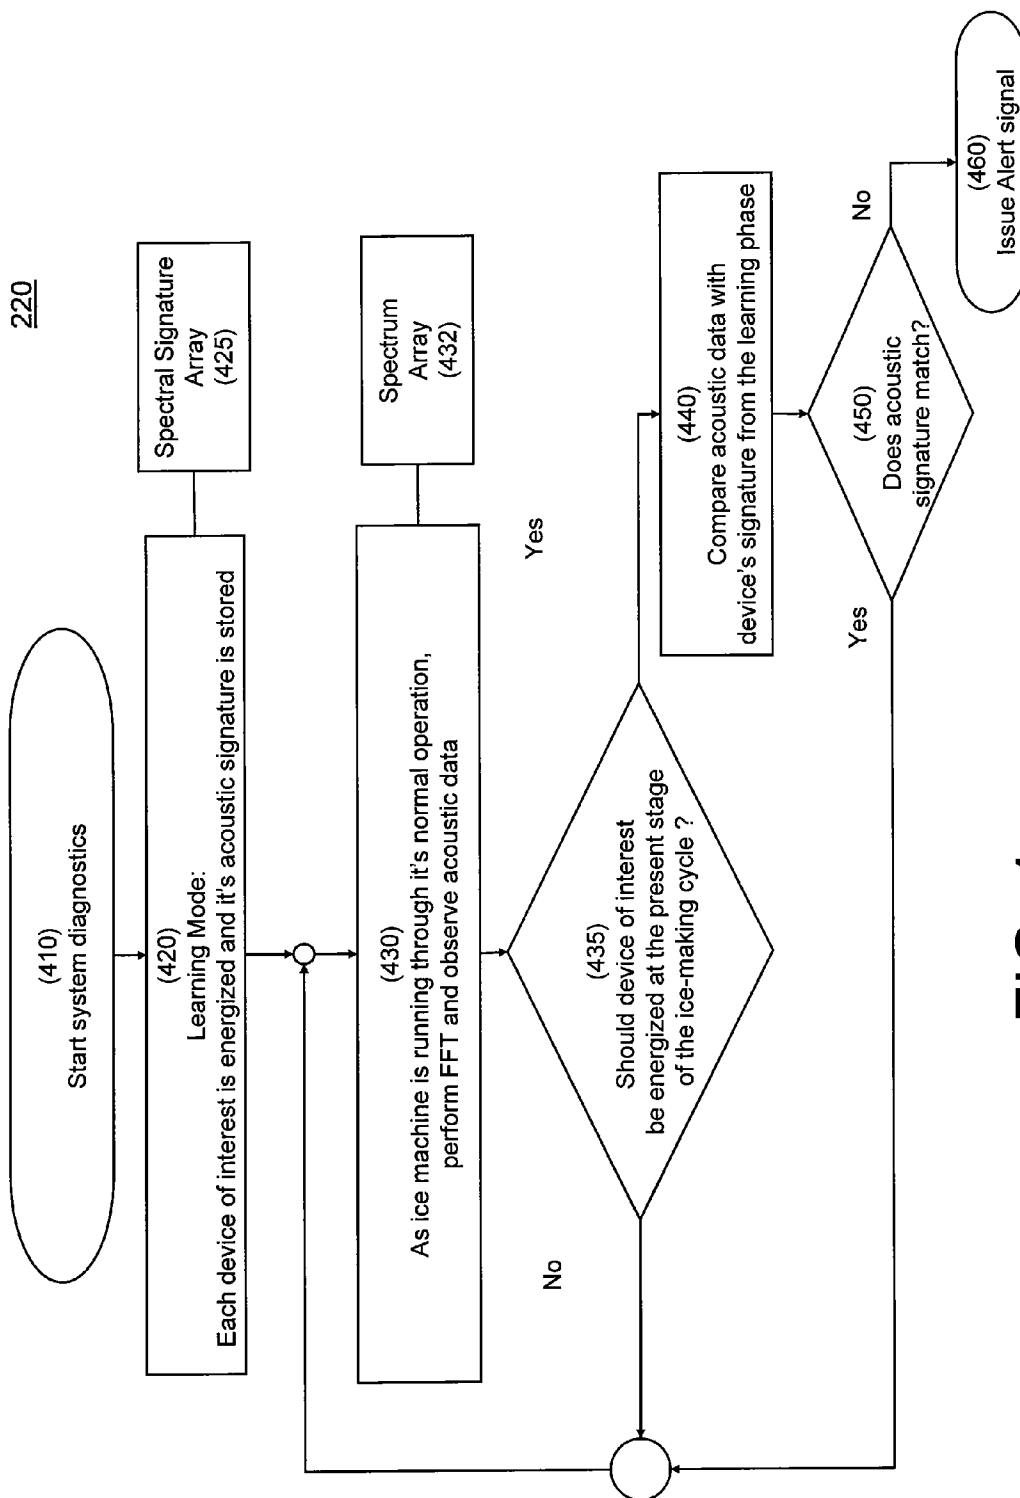 220
(410)
Start system diagnostics
(420)
Learning Mode:
Each device of interest is energized and it's acoustic signature is stored
Spectral Signature
Array
(425)
(430)
As ice machine is running through it's normal operation,
perform FFT and observe acoustic data
Spectrum
Array
(432)
(435)
Should device of interest
be energized at the present stage
of the ice-making cycle ?
No
Yes
(440)
Compare acoustic data with
device's signature from the learning phase
(450)
Does acoustic
signature match?
Yes
No
(460)
Issue Alert signal